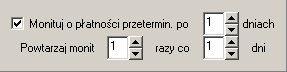 Monituj o płatności przetermin. po 1 dniach
Powtarzaj monit 1 razy co 1 dni